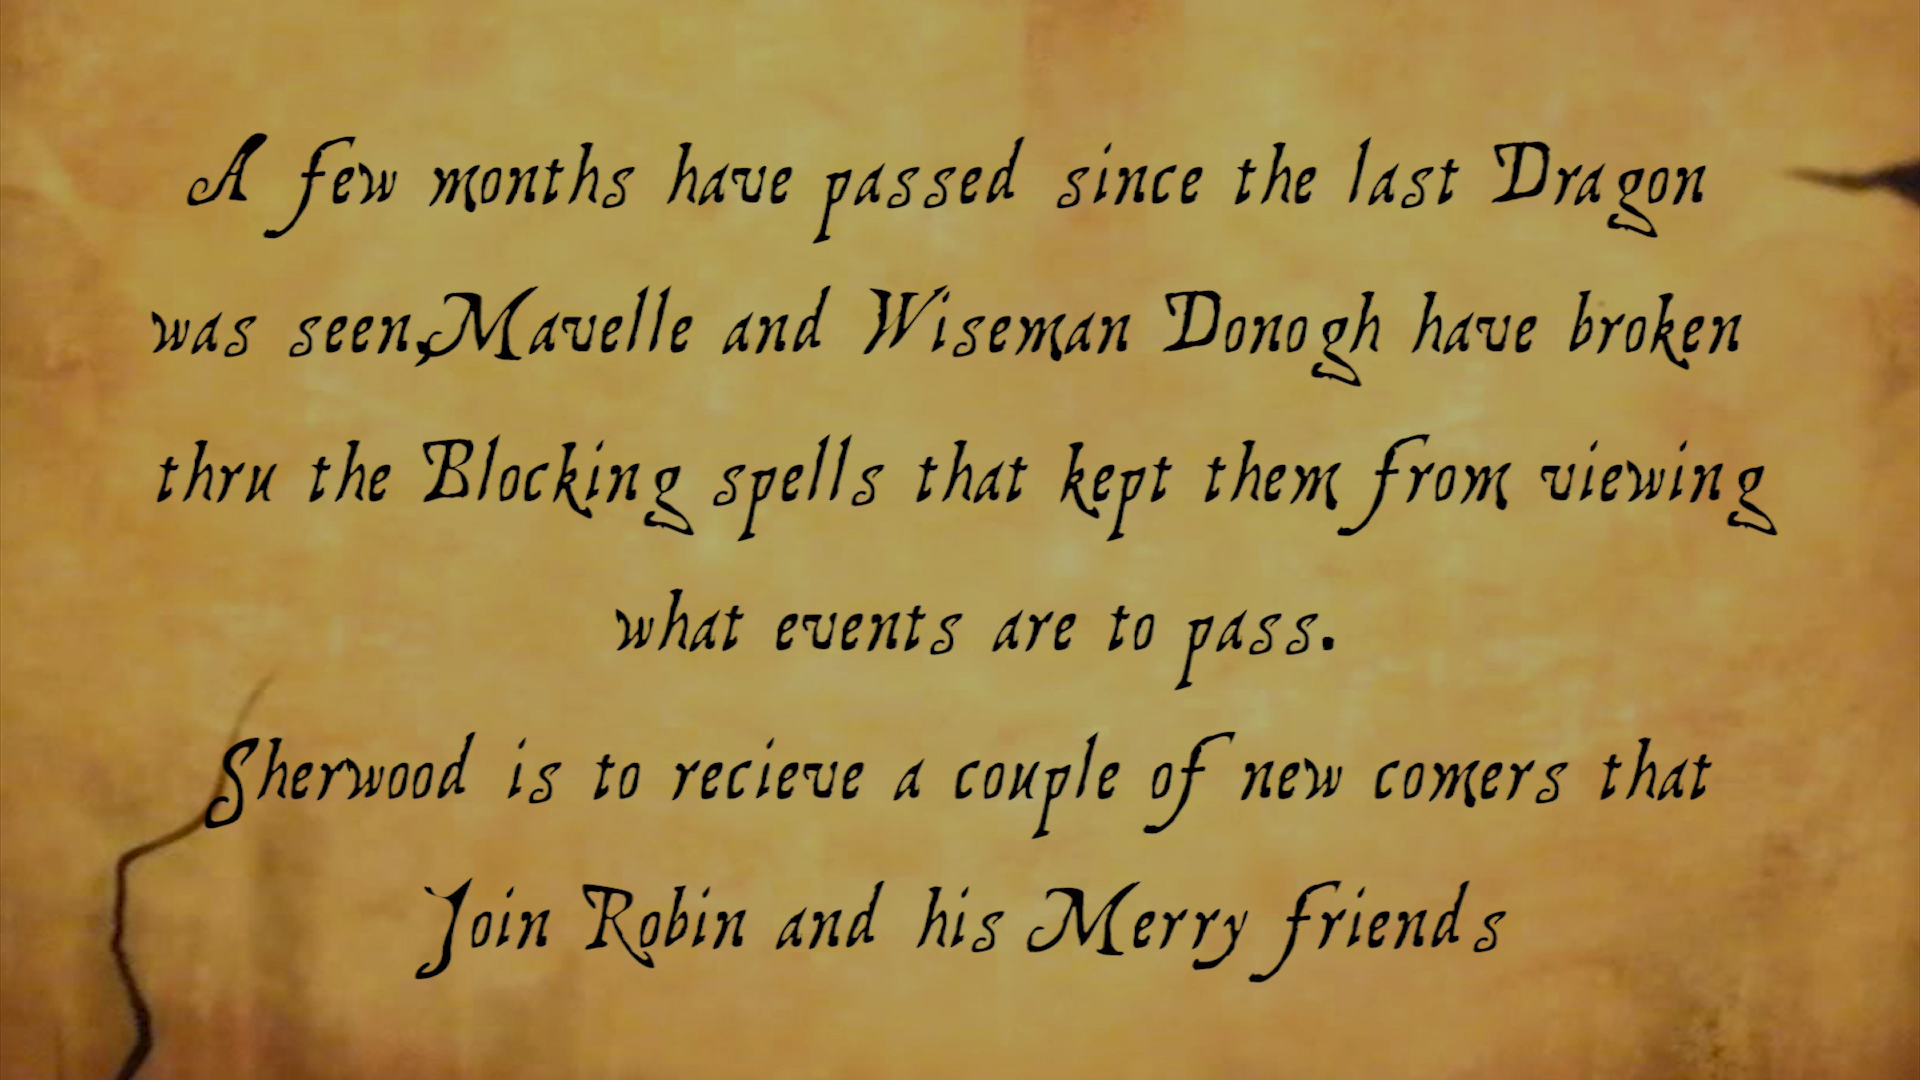 A few months have passed since the last Dragon
was seen,Mavelle and Wiseman Donogh have broken
thru the Blocking spells that kept them from viewing
what events are to pass.
Sherwood is to recieve a couple of new comers that
Join Robin and his Merry friends